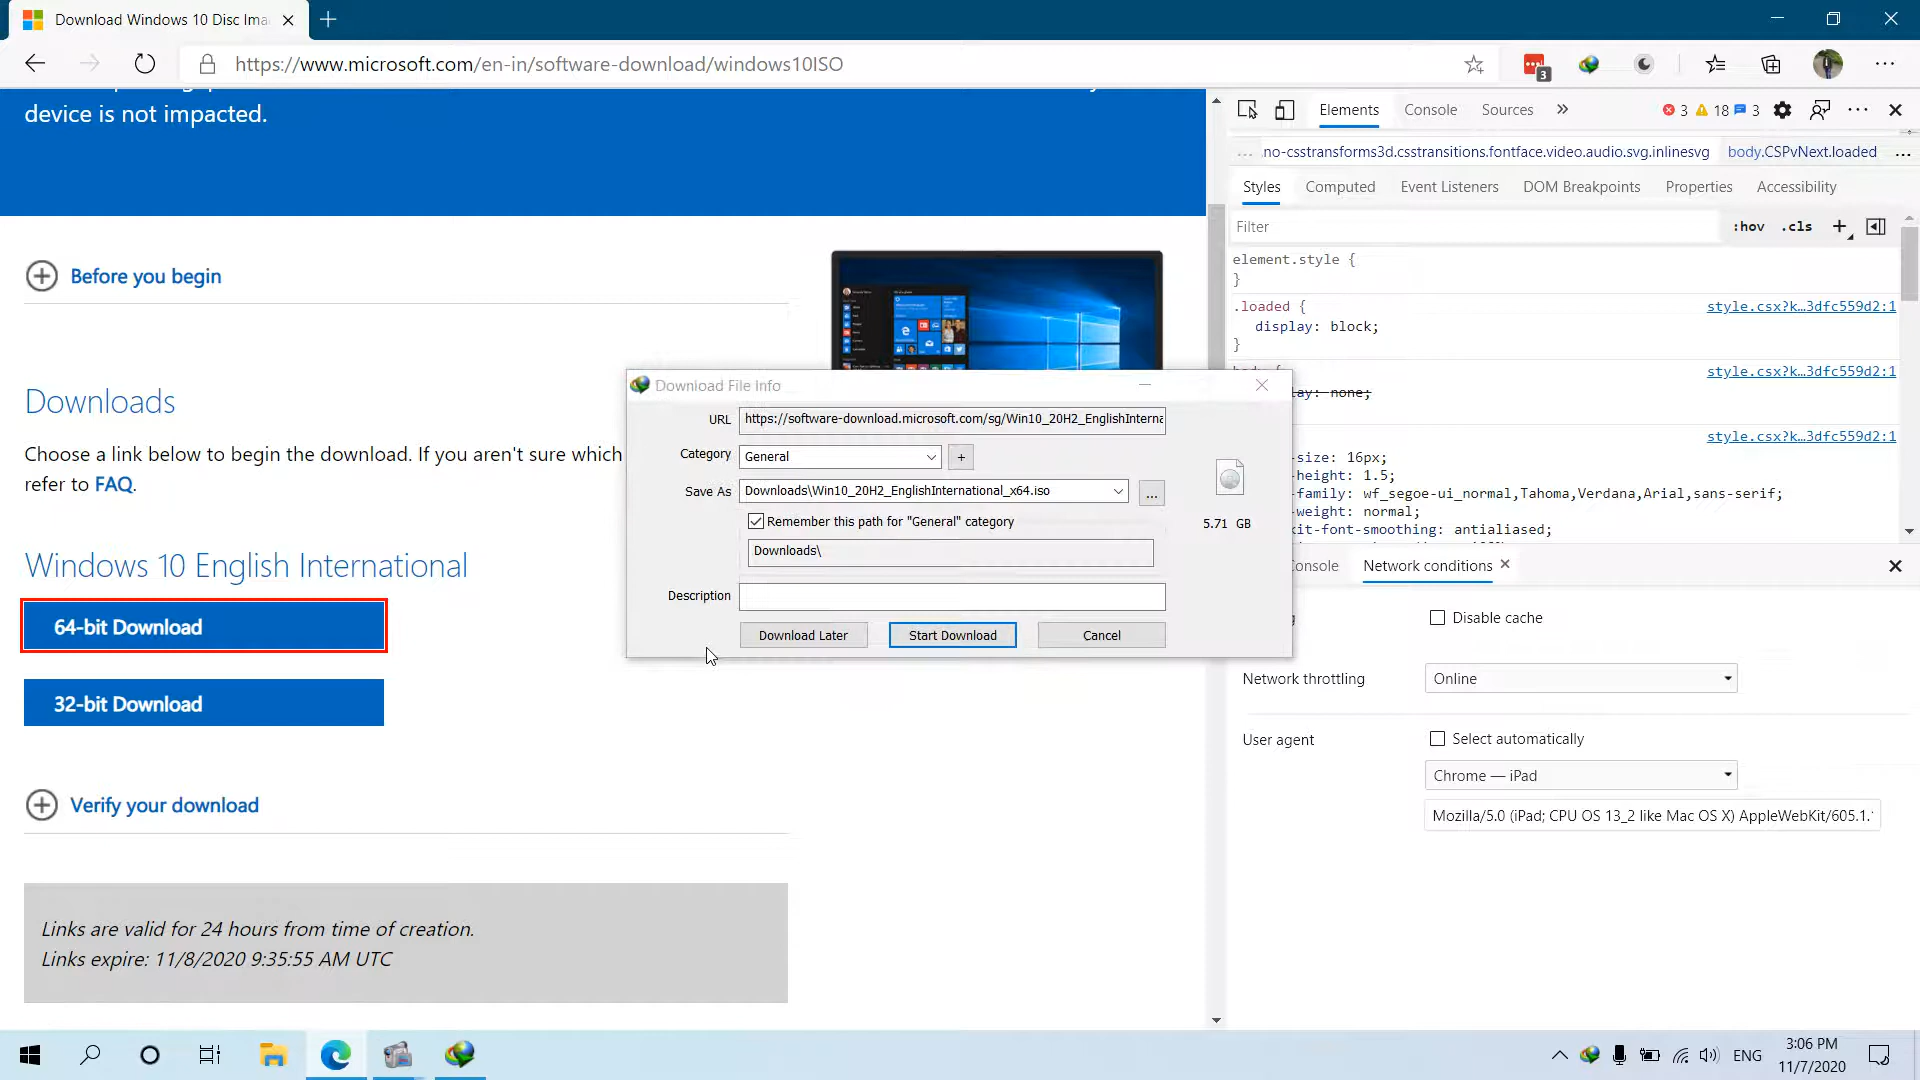 Download Windows 10 Disc Ima
https://www.microsoft.com/en-in/software-download/windows10ISO
3
device is not impacted.
Before you begin
Downloads
Choose a link below to begin the download. If you aren't sure which
refer to FAQ.
Windows 10 English International
64-bit Download
32-bit Download
Verify your download
Links are valid for 24 hours from time of creation.
Links expire: 11/8/2020 9:35:55 AM UTC
Download File Info
URL https://software-download.microsoft.com/sg/Win10_20H2_EnglishInterna
Category General +
Save As Downloads\Win10_20H2_EnglishInternational_x64.iso ...
Remember this path for "General" category
Downloads\
5.71 GB
Description
Download Later Start Download Cancel
Elements Console Sources 3 18 3
... .no-csstransforms3d.csstransitions.fontface.video.audio.svg.inlinesvg body.CSPvNext.loaded ...
Styles Computed Event Listeners DOM Breakpoints Properties Accessibility
Filter :hov .cls +
element.style {
}
.loaded { style.csx?k…3dfc559d2:1
display: block;
}
style.csx?k…3dfc559d2:1
lay: none;
style.csx?k…3dfc559d2:1
-size: 16px;
-height: 1.5;
-family: wf_segoe-ui_normal,Tahoma,Verdana,Arial,sans-serif;
-weight: normal;
kit-font-smoothing: antialiased;
onsole Network conditions
Disable cache
Network throttling Online
User agent Select automatically
Chrome — iPad
Mozilla/5.0 (iPad; CPU OS 13_2 like Mac OS X) AppleWebKit/605.1.
ENG
3:06 PM
11/7/2020